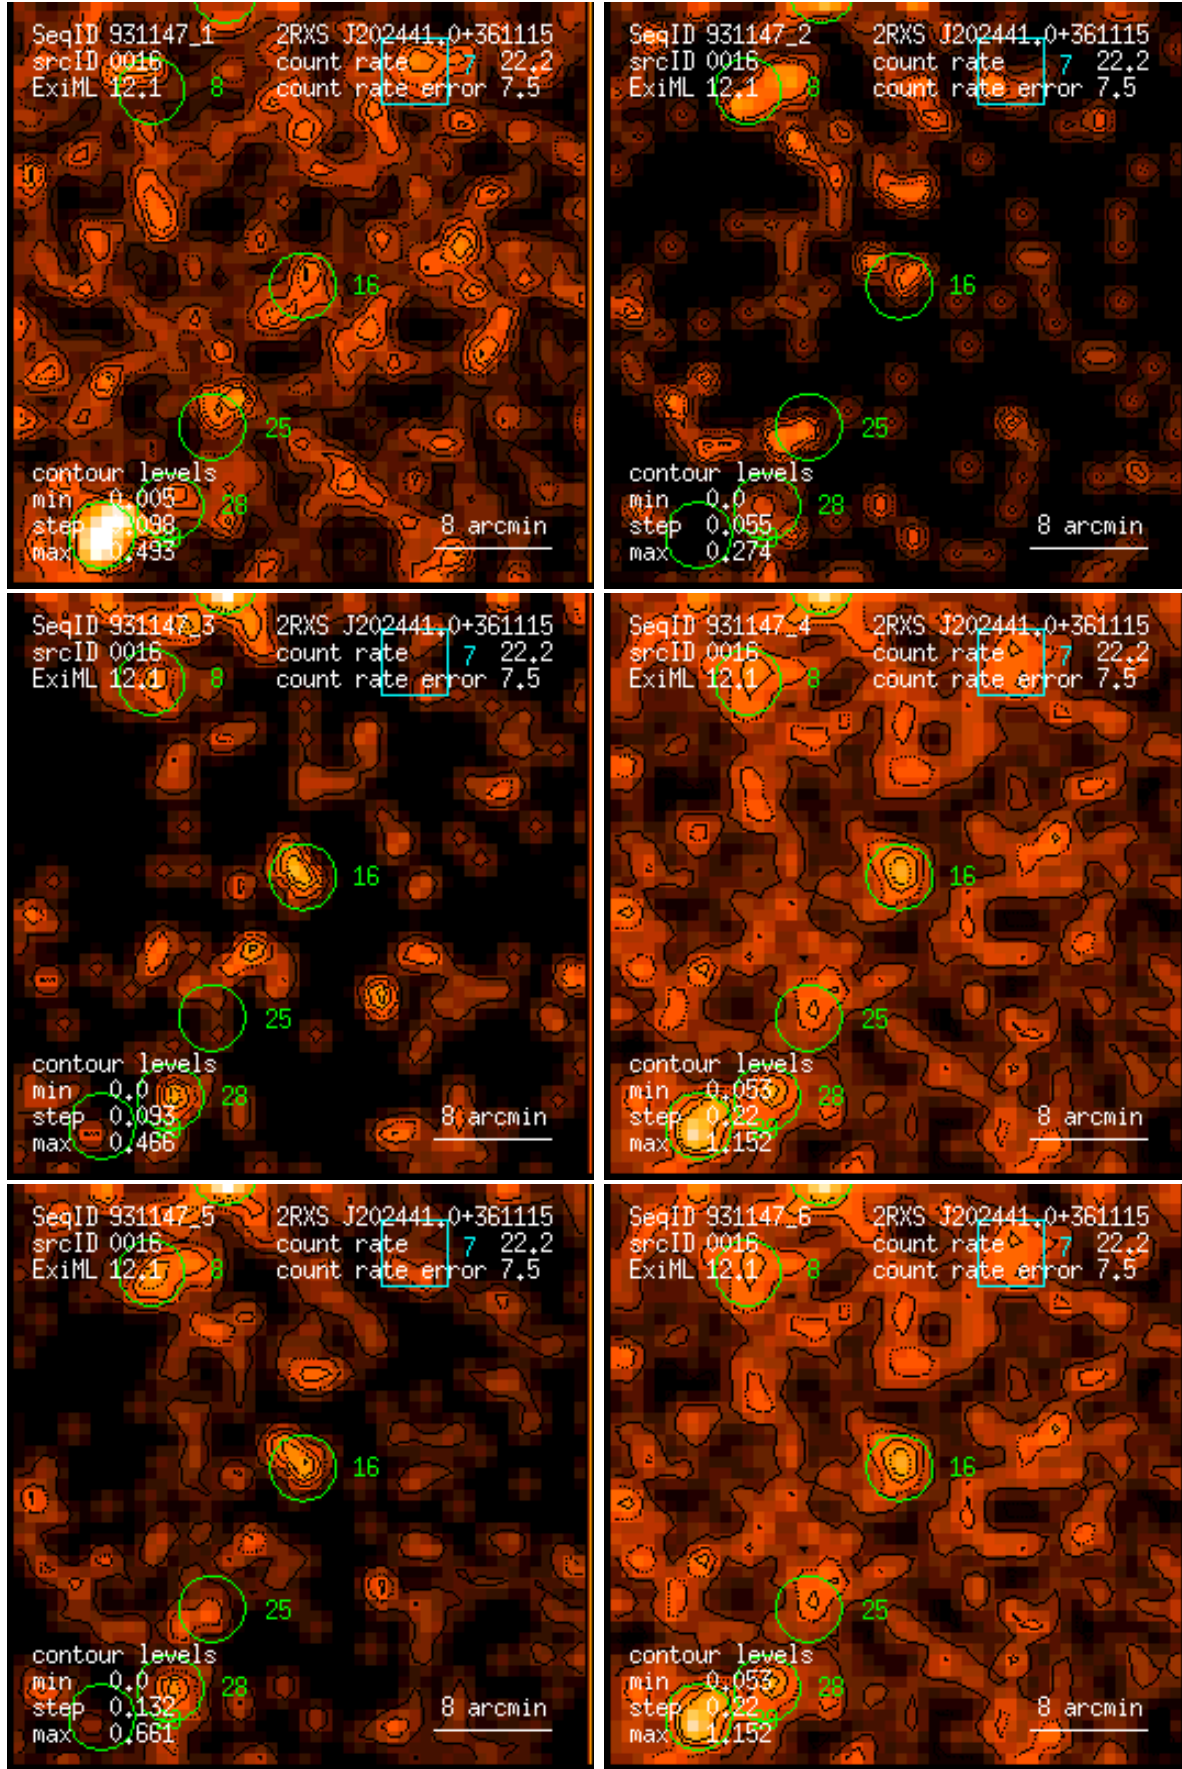 SeqID 931147_1 2RXS J202441.0+361115
srcID 0016 count rate 7 22.2
ExiML 12.1 8 count rate error 7.5
16
25
contour levels
min 0.005 28
step 0.098 8 arcmin
max 0.493
SeqID 931147_2 2RXS J202441.0+361115
srcID 0016 count rate 7 22.2
ExiML 12.1 8 count rate error 7.5
16
25
contour levels
min 0.0 28
step 0.055 8 arcmin
max 0.274
SeqID 931147_3 2RXS J202441.0+361115
srcID 0016 count rate 7 22.2
ExiML 12.1 8 count rate error 7.5
16
25
contour levels
min 0.0 28
step 0.093 8 arcmin
max 0.466
SeqID 931147_4 2RXS J202441.0+361115
srcID 0016 count rate 7 22.2
ExiML 12.1 8 count rate error 7.5
16
25
contour levels
min 0.053 28
step 0.22 8 arcmin
max 1.152
SeqID 931147_5 2RXS J202441.0+361115
srcID 0016 count rate 7 22.2
ExiML 12.1 8 count rate error 7.5
16
25
contour levels
min 0.0 28
step 0.132 8 arcmin
max 0.661
SeqID 931147_6 2RXS J202441.0+361115
srcID 0016 count rate 7 22.2
ExiML 12.1 8 count rate error 7.5
16
25
contour levels
min 0.053 28
step 0.22 8 arcmin
max 1.152